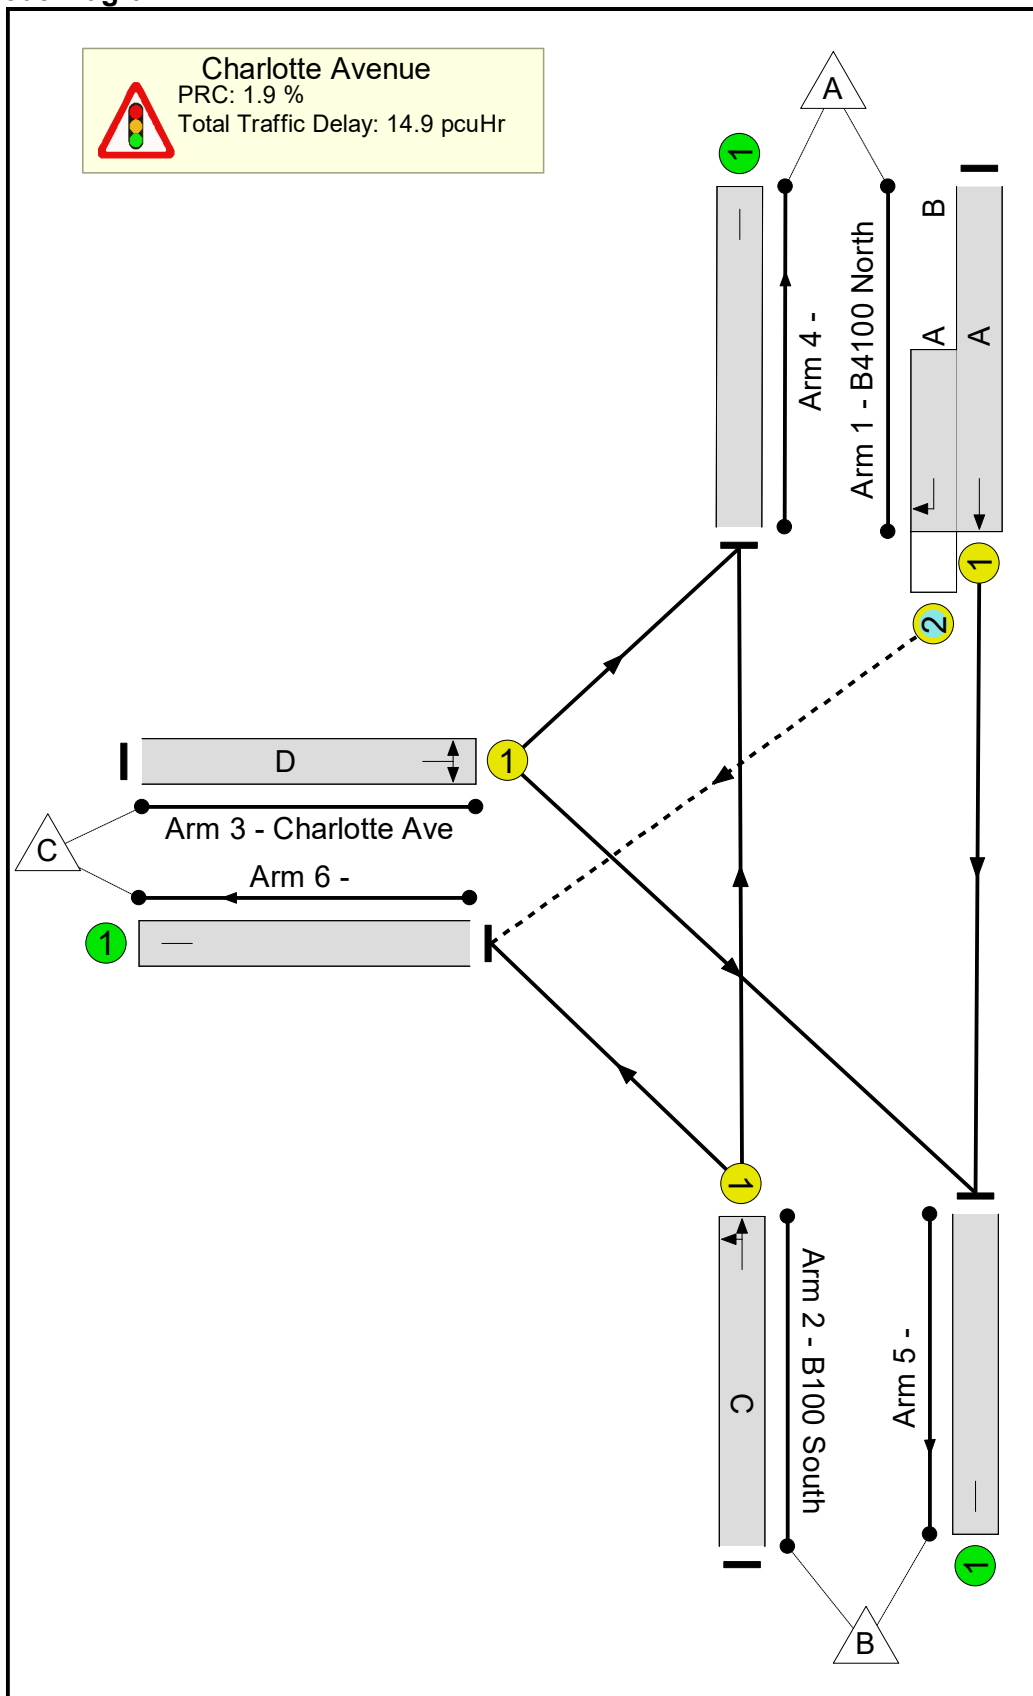 Charlotte Avenue
PRC: 1.9 %
Total Traffic Delay: 14.9 pcuHr
A
1
B
Arm 4 -
Arm 1 - B4100 North
A
A
1
2
D
1
Arm 3 - Charlotte Ave
C
Arm 6 -
1
1
C
Arm 2 - B100 South
Arm 5 -
1
B